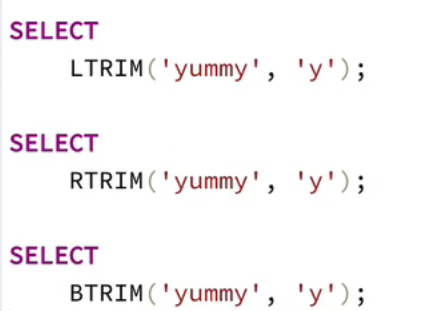 SELECT
LTRIM('yummy', 'y');
SELECT
RTRIM('yummy', 'y');
SELECT
BTRIM('yummy', 'y');